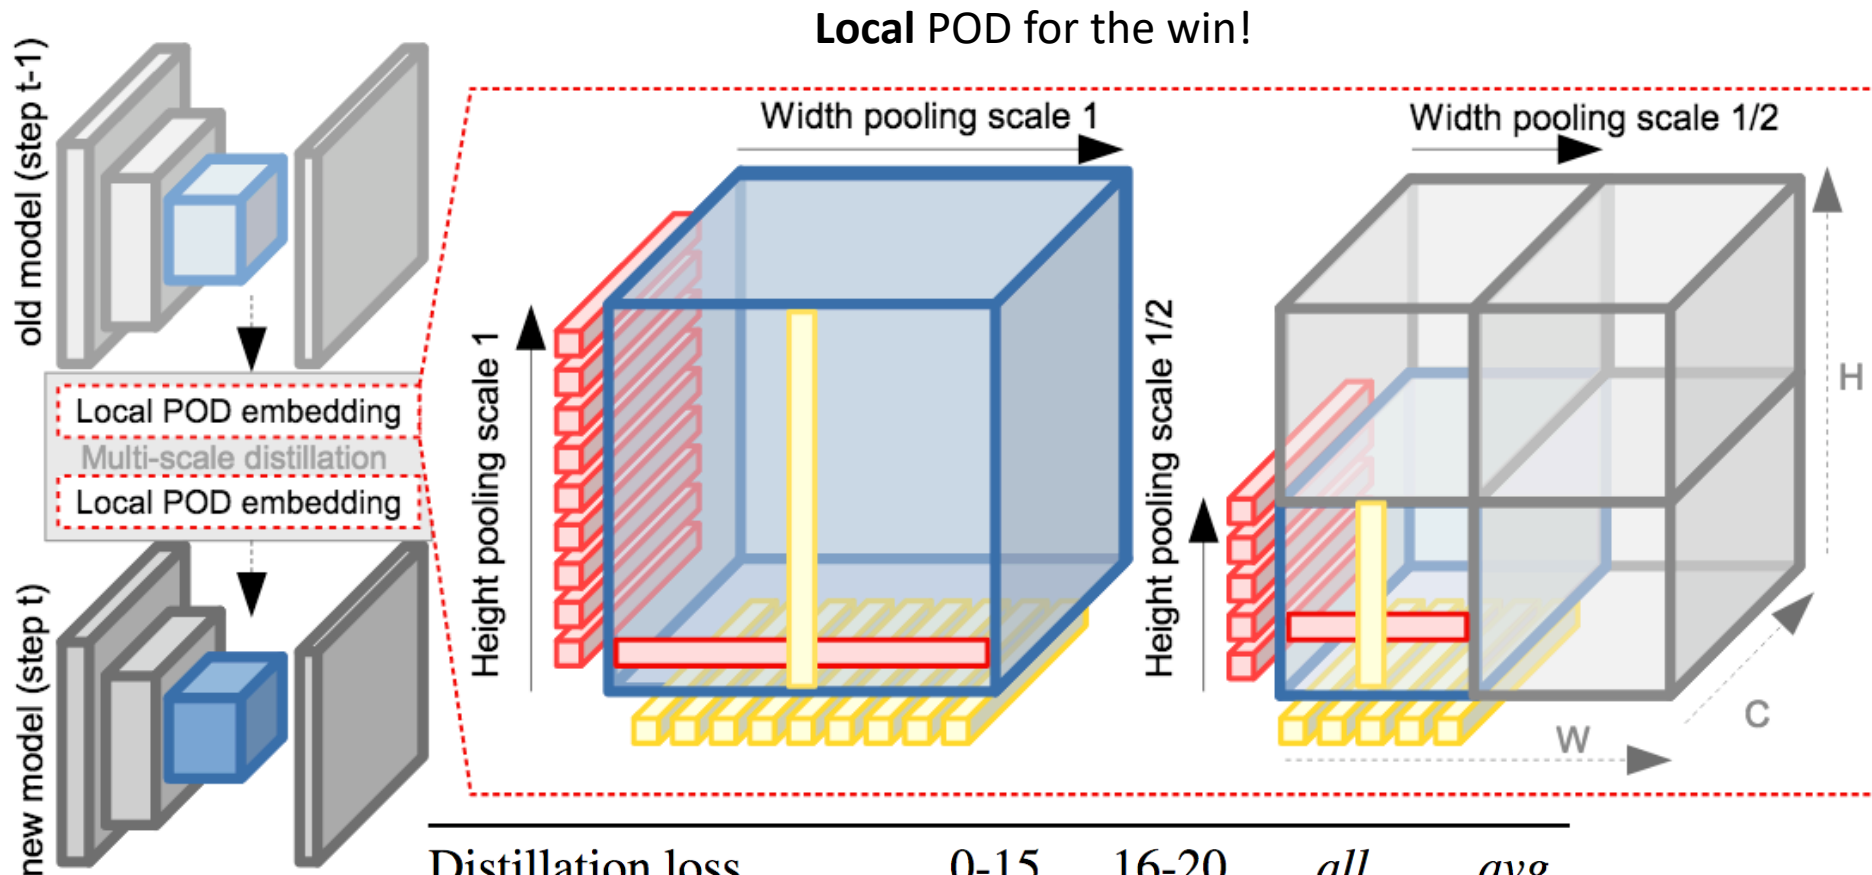 Local POD for the win!
old model (step t-1)
Local POD embedding
Multi-scale distillation
Local POD embedding
new model (step t)
Width pooling scale 1
Height pooling scale 1
Width pooling scale 1/2
Height pooling scale 1/2
H
C
W
Distillation loss 0-15 16-20 all avg